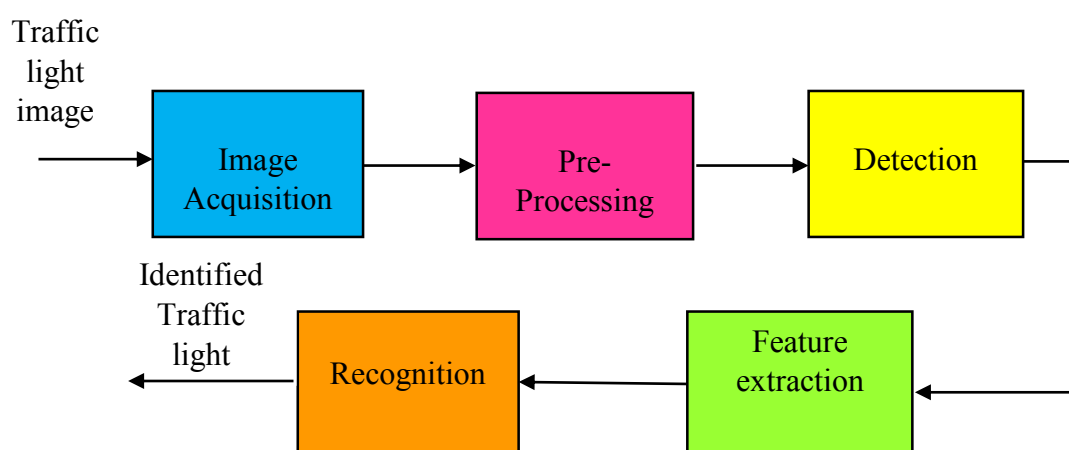 Traffic
light
image
Image
Acquisition
Pre-
Processing
Detection
Identified
Traffic
light
Recognition
Feature
extraction